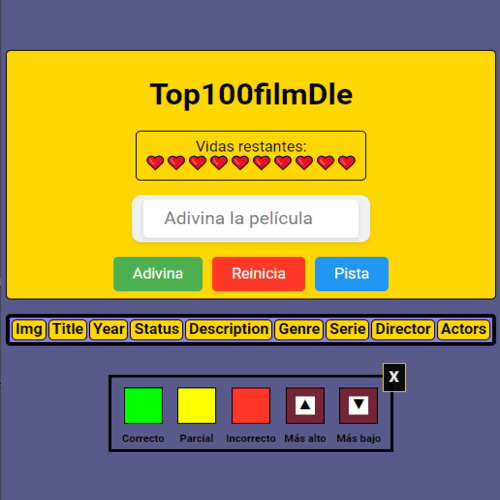 Top100filmDle
Vidas restantes:
Adivina la película
Adivina Reinicia Pista
Img Title Year Status Description Genre Serie Director Actors
X
Correcto Parcial Incorrecto Más alto Más bajo